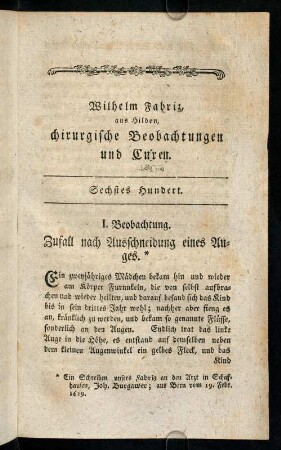 Wilhelm Fabriz,
aus Hilden,
chirurgische Beobachtungen
und Curen.
Sechstes Hundert.
I. Beobachtung.
Zufall nach Ausschneidung eines Au-
ges. *
Ein zweyjähriges Mädchen bekam hin und wieder
am Körper Furunkeln, die von selbst aufbra-
chen und wieder heilten, und darauf befand sich das Kind
bis in sein drittes Jahr wohl; nachher aber fieng es
an, kränklich zu werden, und bekam so genannte Flüsse,
sonderlich an den Augen. Endlich trat das linke
Auge in die Höhe, es entstand auf demselben neben
dem kleinen Augenwinkel ein gelbes Fleck, und das
Kind
* Ein Schreiben unsers Fabriz an den Arzt in Schaf-
hausen, Joh. Burgawer; aus Bern vom 19. Febr.
1619.